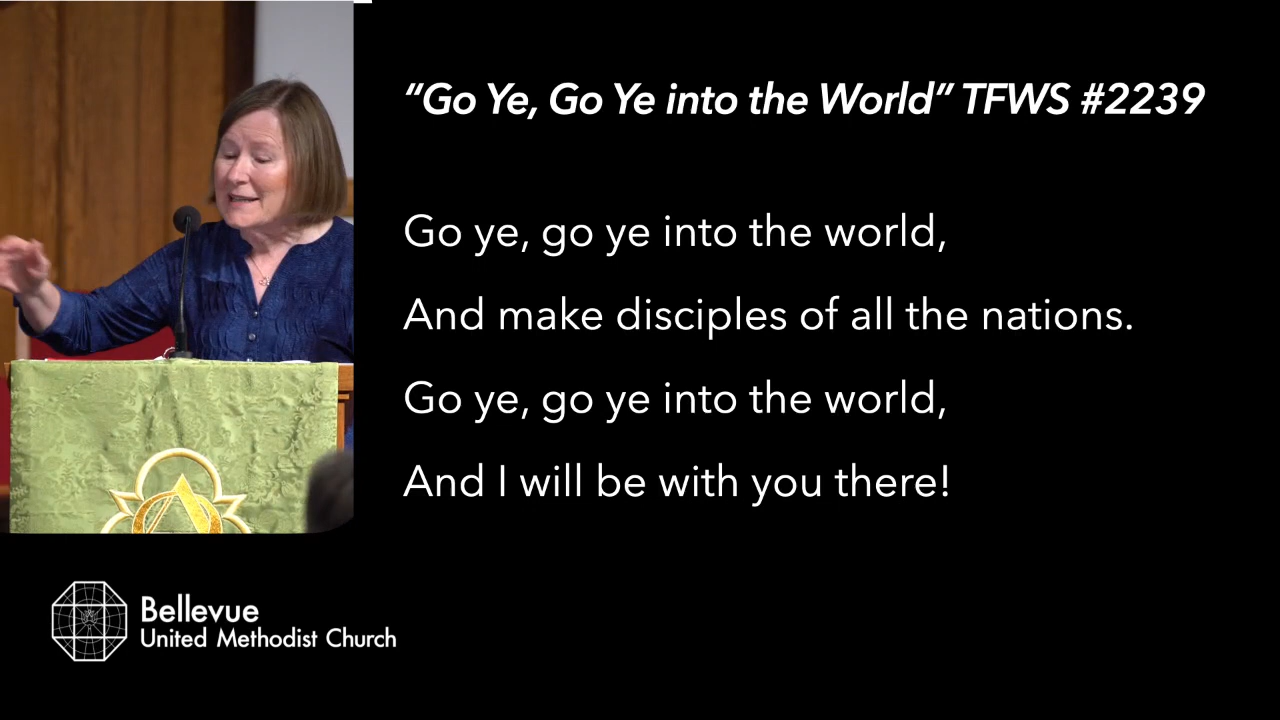 “Go Ye, Go Ye into the World” TFWS #2239
Go ye, go ye into the world,
And make disciples of all the nations.
Go ye, go ye into the world,
And I will be with you there!
Bellevue
United Methodist Church